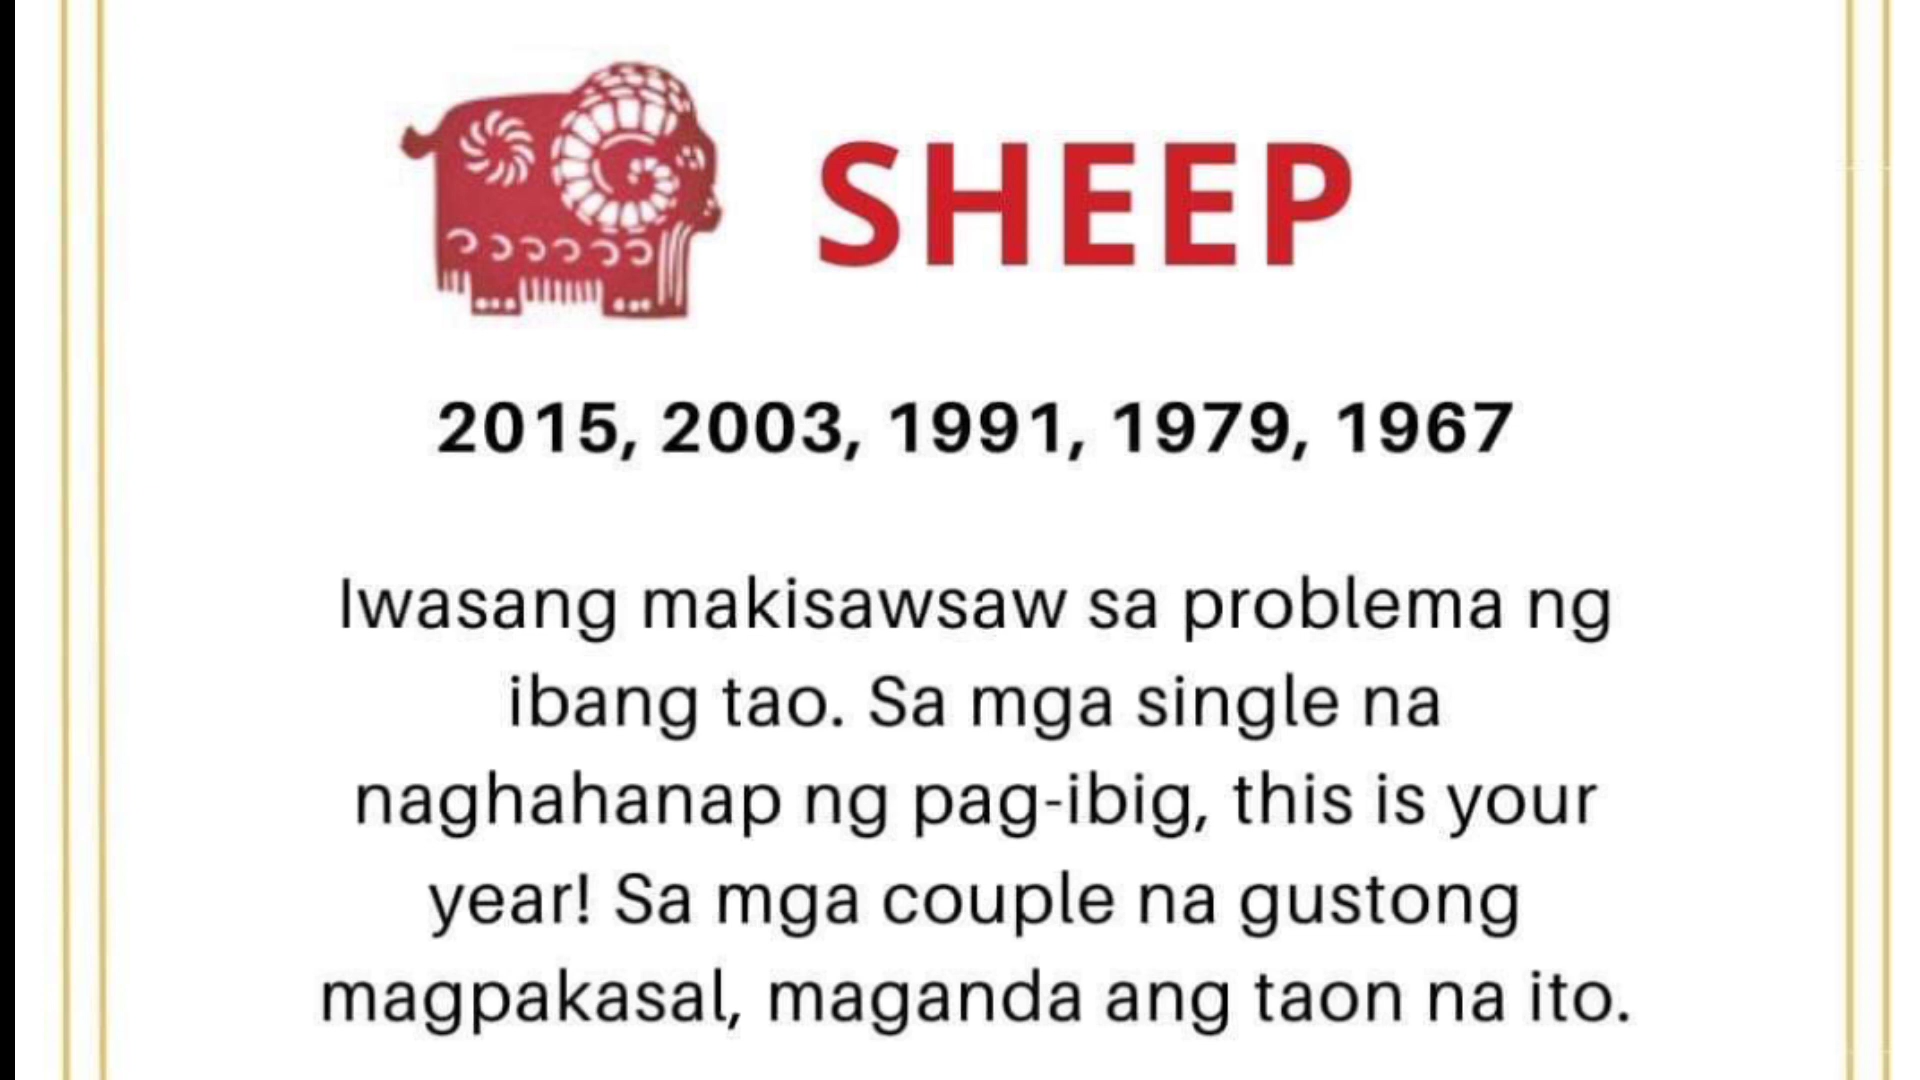 SHEEP
2015, 2003, 1991, 1979, 1967
Iwasang makisawsaw sa problema ng
ibang tao. Sa mga single na
naghahanap ng pag-ibig, this is your
year! Sa mga couple na gustong
magpakasal, maganda ang taon na ito.